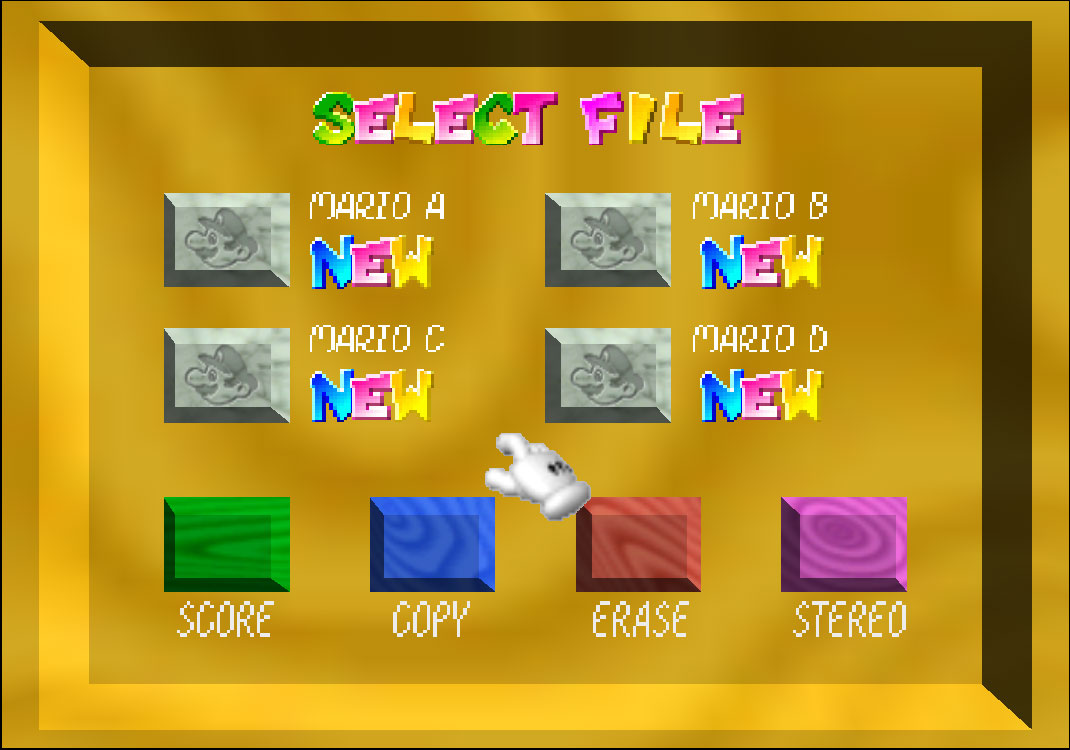 SELECT FILE
MARIO A
NEW
MARIO B
NEW
MARIO C
NEW
MARIO D
NEW
SCORE
COPY
ERASE
STEREO